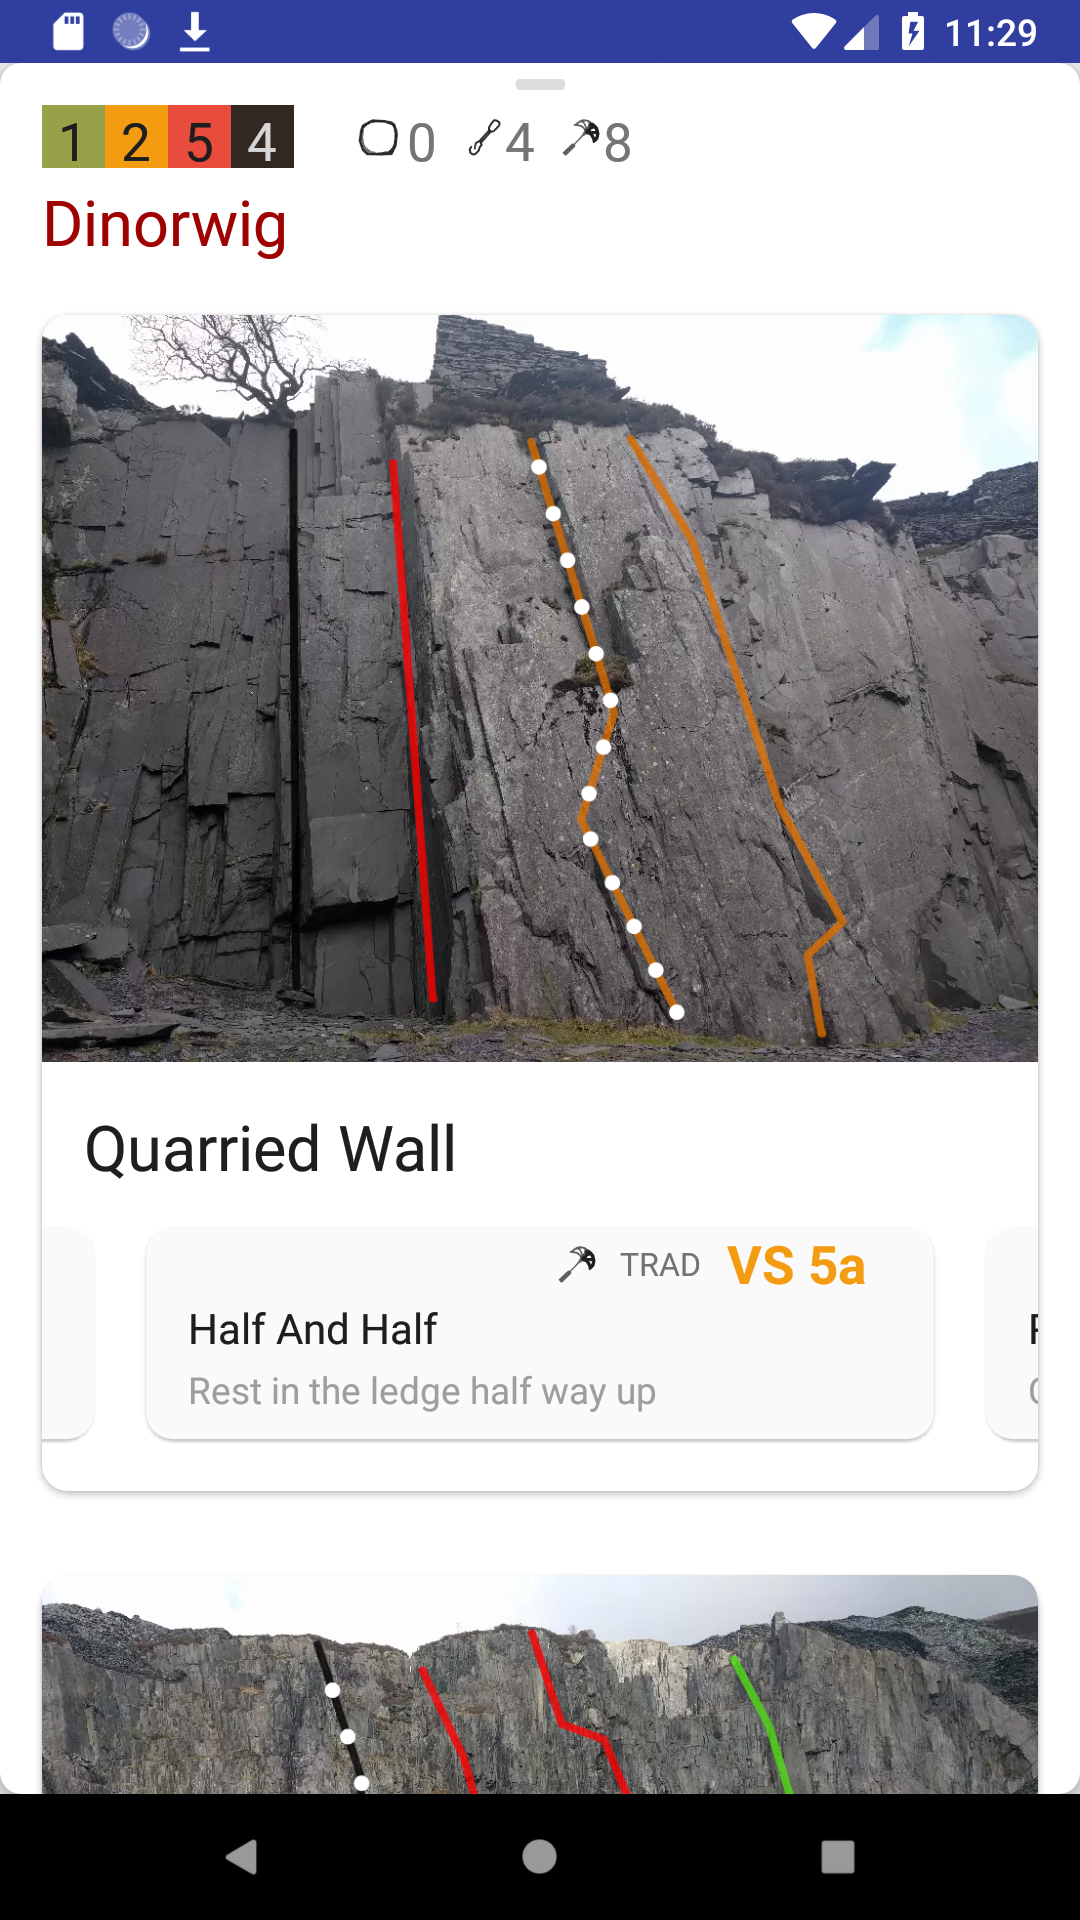 11:29
1 2 5 4 0 4 8
Dinorwig
Quarried Wall
TRAD VS 5a
Half And Half
Rest in the ledge half way up